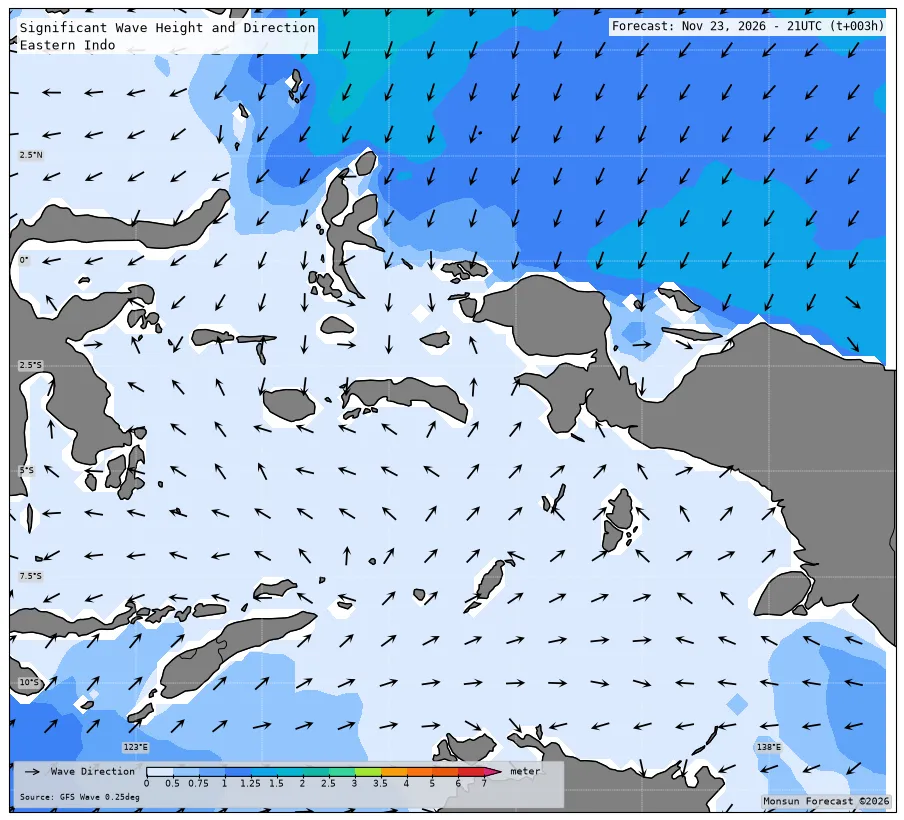 Significant Wave Height and Direction
Eastern Indo
Forecast: Nov 23, 2026 - 21UTC (t+003h)
2.5°N
0°
2.5°S
5°S
7.5°S
10°S
123°E
138°E
Wave Direction
meter
0 0.5 0.75 1 1.25 1.5 2 2.5 3 3.5 4 5 6 7
Source: GFS Wave 0.25deg
Monsun Forecast ©2026